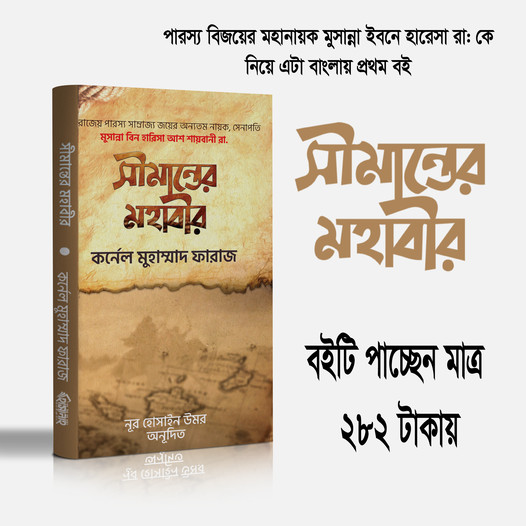 পারস্য বিজয়ের মহানায়ক মুসান্না ইবনে হারেসা রা: কে
নিয়ে এটা বাংলায় প্রথম বই
রাজেয় পারস্য সাম্রাজ্য জয়ের অন্যতম নায়ক, সেনাপতি
মুসান্না বিন হারিসা আশ শায়বানী রা.
সীমান্তের
মহাবীর
কর্নেল মুহাম্মাদ ফারাজ
নূর হোসাইন উমর
অনূদিত
সীমান্তের মহাবীর
কর্নেল মুহাম্মাদ ফারাজ
সীমান্তের
মহাবীর
বইটি পাচ্ছেন মাত্র
২৮২ টাকায়